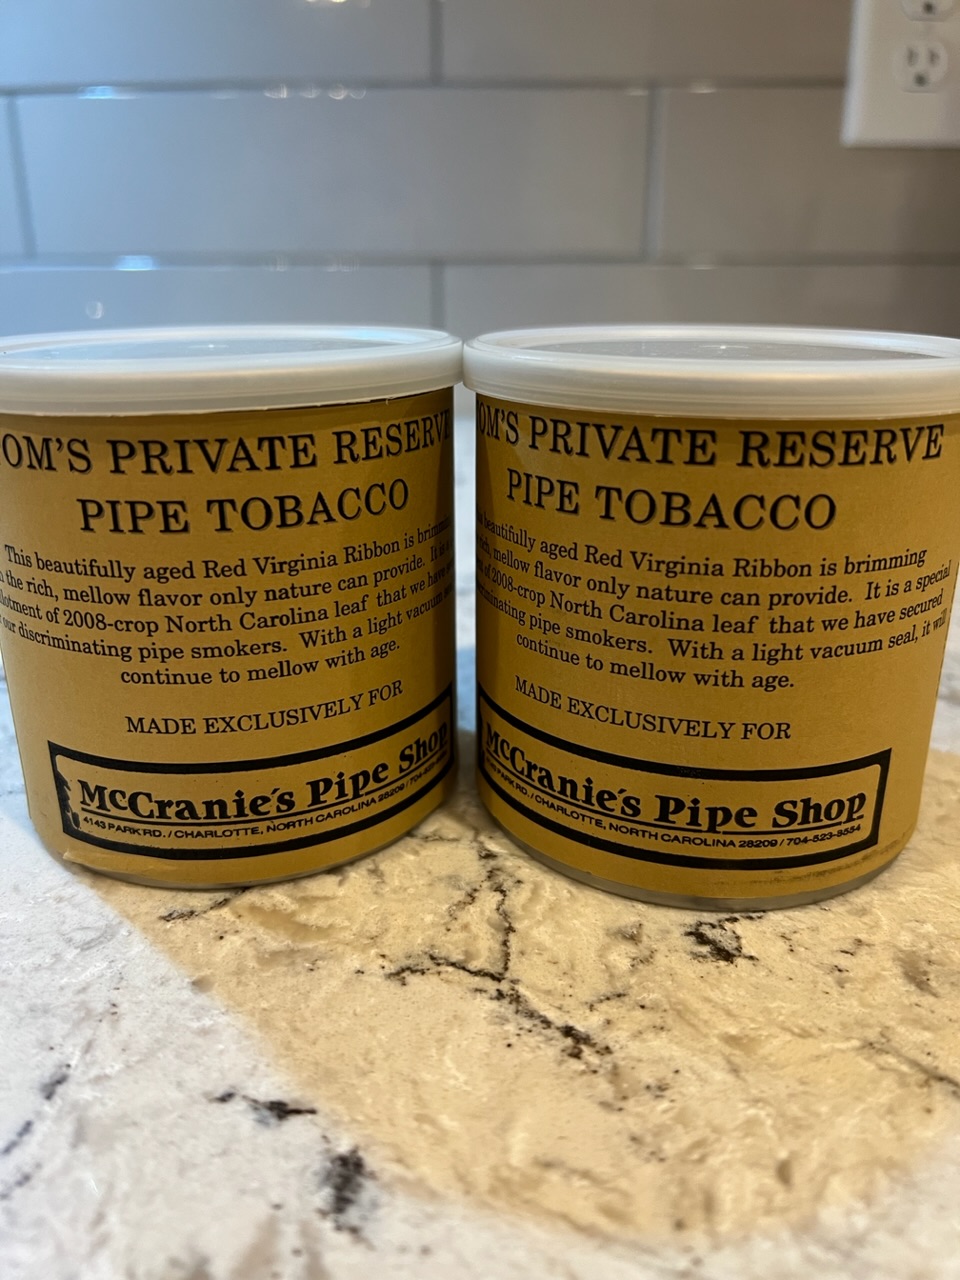 OM'S PRIVATE RESERVE
PIPE TOBACCO
This beautifully aged Red Virginia Ribbon is
the rich, mellow flavor only nature can provide. It is
of 2008-crop North Carolina leaf that we have
our discriminating pipe smokers. With a light vacuum
continue to mellow with age.
MADE EXCLUSIVELY FOR
McCranie's Pipe Shop
4143 PARK RD. / CHARLOTTE, NORTH CAROLINA 28209 / 704-
OM'S PRIVATE RESERVE
PIPE TOBACCO
beautifully aged Red Virginia Ribbon is brimming
rich, mellow flavor only nature can provide. It is a special
of 2008-crop North Carolina leaf that we have secured
pipe smokers. With a light vacuum seal, it will
continue to mellow with age.
MADE EXCLUSIVELY FOR
McCranie's Pipe Shop
PARK RD. / CHARLOTTE, NORTH CAROLINA 28209 / 704-523-8554